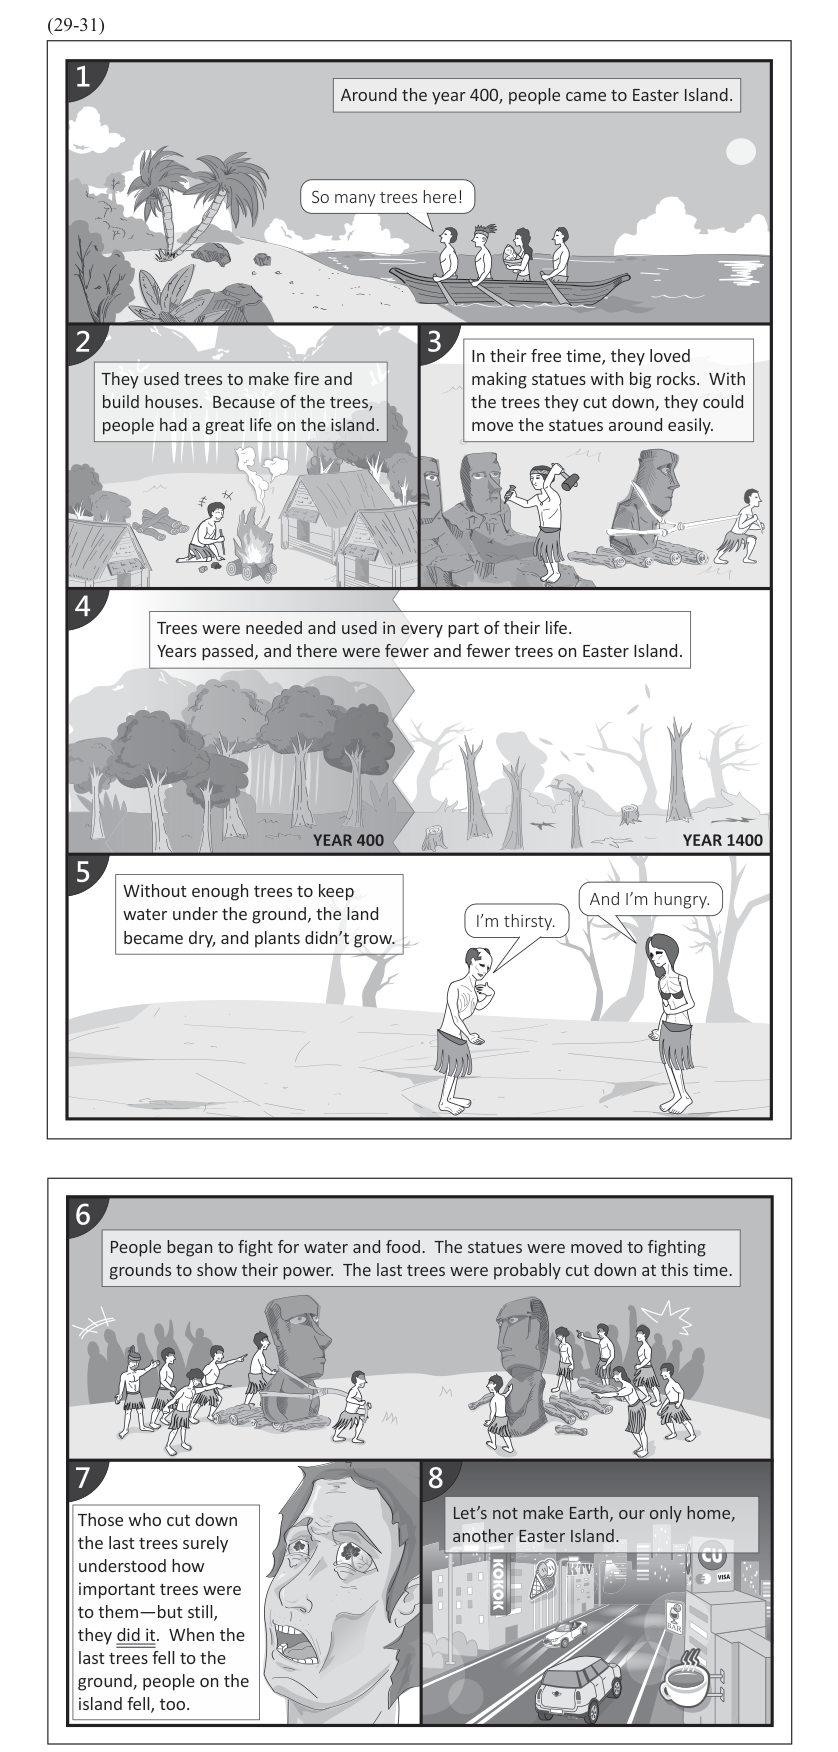 (29-31)
1
Around the year 400, people came to Easter Island.
So many trees here!
2
They used trees to make fire and
build houses. Because of the trees,
people had a great life on the island.
3
In their free time, they loved
making statues with big rocks. With
the trees they cut down, they could
move the statues around easily.
4
Trees were needed and used in every part of their life.
Years passed, and there were fewer and fewer trees on Easter Island.
YEAR 400
YEAR 1400
5
Without enough trees to keep
water under the ground, the land
became dry, and plants didn't grow.
I'm thirsty.
And I'm hungry.
6
People began to fight for water and food. The statues were moved to fighting
grounds to show their power. The last trees were probably cut down at this time.
7
Those who cut down
the last trees surely
understood how
important trees were
to them—but still,
they did it. When the
last trees fell to the
ground, people on the
island fell, too.
8
Let's not make Earth, our only home,
another Easter Island.
KOKOK
KTV
CU
VISA
BAR